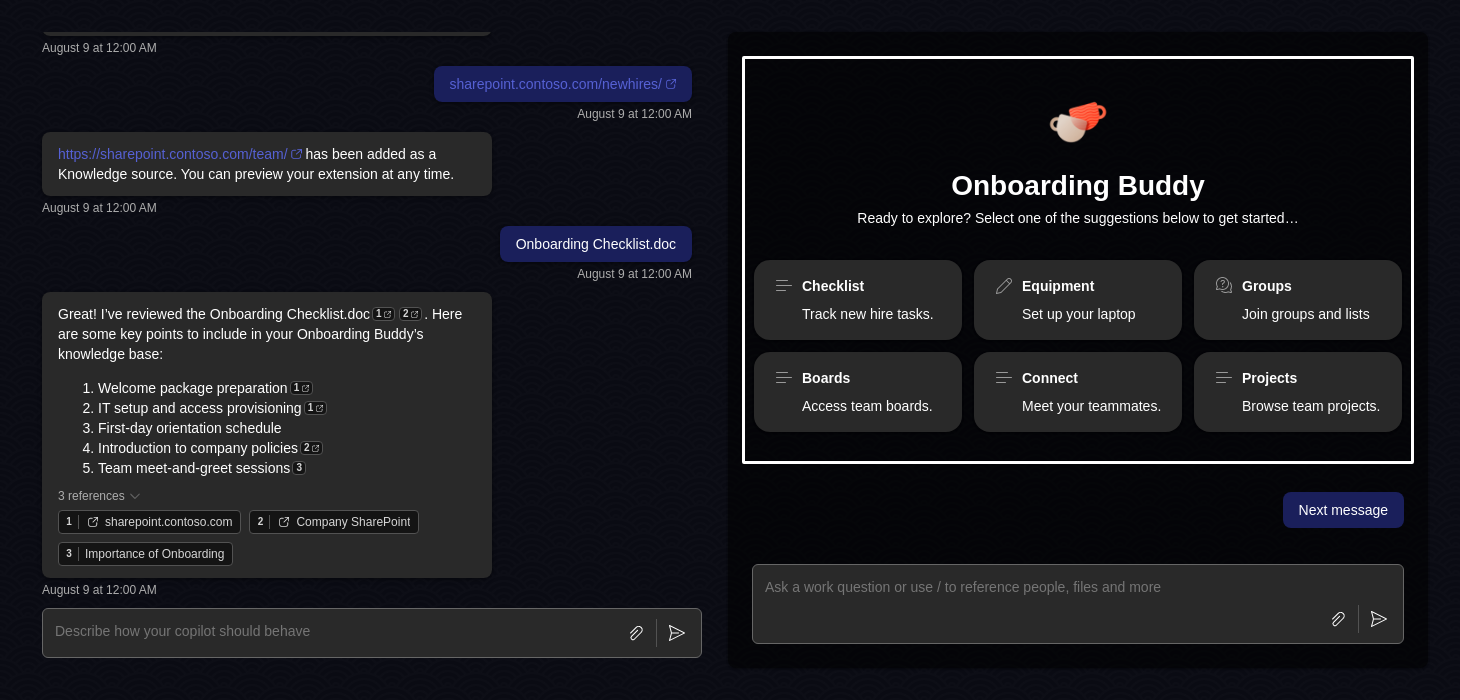 August 9 at 12:00 AM
sharepoint.contoso.com/newhires/
August 9 at 12:00 AM
https://sharepoint.contoso.com/team/ has been added as a
Knowledge source. You can preview your extension at any time.
August 9 at 12:00 AM
Onboarding Checklist.doc
August 9 at 12:00 AM
Great! I’ve reviewed the Onboarding Checklist.doc 1 2 . Here
are some key points to include in your Onboarding Buddy’s
knowledge base:
1. Welcome package preparation 1
2. IT setup and access provisioning 1
3. First-day orientation schedule
4. Introduction to company policies 2
5. Team meet-and-greet sessions 3
3 references
1 sharepoint.contoso.com 2 Company SharePoint
3 Importance of Onboarding
August 9 at 12:00 AM
Describe how your copilot should behave
Onboarding Buddy
Ready to explore? Select one of the suggestions below to get started…
Checklist
Track new hire tasks.
Equipment
Set up your laptop
Groups
Join groups and lists
Boards
Access team boards.
Connect
Meet your teammates.
Projects
Browse team projects.
Next message
Ask a work question or use / to reference people, files and more